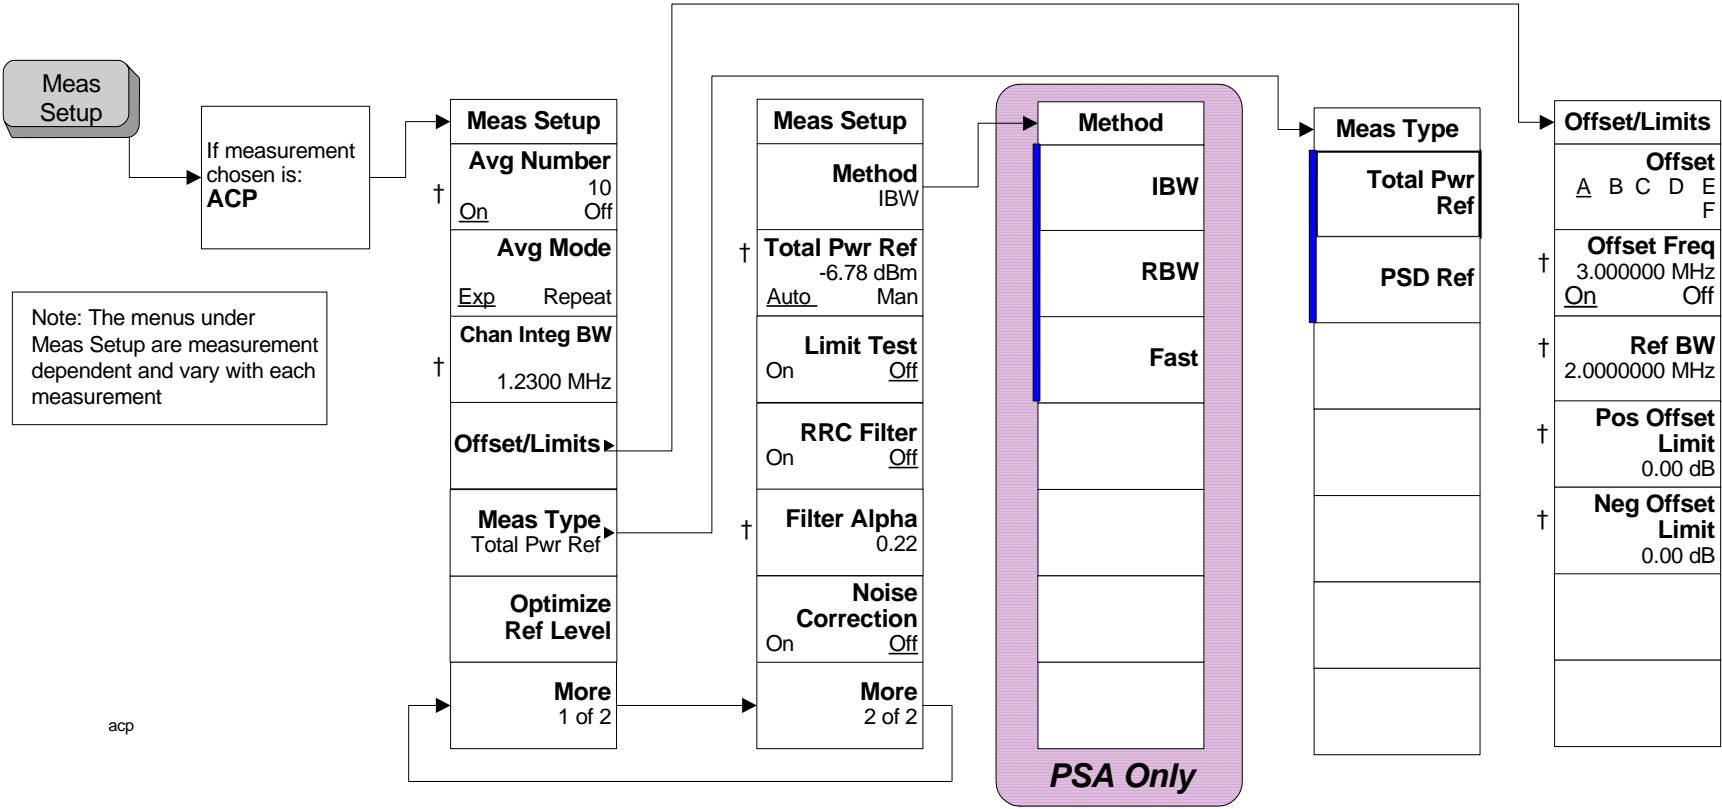 Meas
Setup
If measurement
chosen is:
ACP
Note: The menus under
Meas Setup are measurement
dependent and vary with each
measurement
acp
Meas Setup
Avg Number
†
10
On Off
Avg Mode
Exp Repeat
Chan Integ BW
†
1.2300 MHz
Offset/Limits
Meas Type
Total Pwr Ref
Optimize
Ref Level
More
1 of 2
Meas Setup
Method
IBW
† Total Pwr Ref
-6.78 dBm
Auto Man
Limit Test
On Off
RRC Filter
On Off
† Filter Alpha
0.22
Noise
Correction
On Off
More
2 of 2
Method
IBW
RBW
Fast
PSA Only
Meas Type
Total Pwr
Ref
PSD Ref
Offset/Limits
Offset
A B C D E
F
† Offset Freq
3.000000 MHz
On Off
† Ref BW
2.0000000 MHz
† Pos Offset
Limit
0.00 dB
† Neg Offset
Limit
0.00 dB